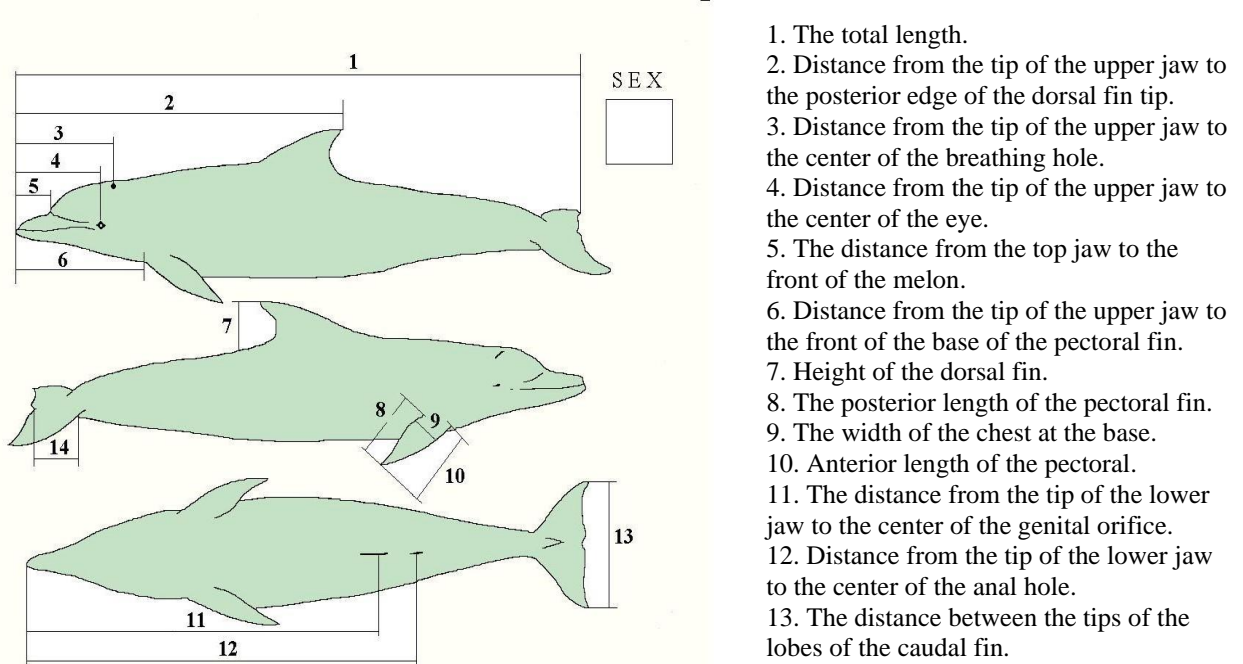 1
SEX
2
3
4
5
6
7
8
9
14
10
13
11
12
1. The total length.
2. Distance from the tip of the upper jaw to
the posterior edge of the dorsal fin tip.
3. Distance from the tip of the upper jaw to
the center of the breathing hole.
4. Distance from the tip of the upper jaw to
the center of the eye.
5. The distance from the top jaw to the
front of the melon.
6. Distance from the tip of the upper jaw to
the front of the base of the pectoral fin.
7. Height of the dorsal fin.
8. The posterior length of the pectoral fin.
9. The width of the chest at the base.
10. Anterior length of the pectoral.
11. The distance from the tip of the lower
jaw to the center of the genital orifice.
12. Distance from the tip of the lower jaw
to the center of the anal hole.
13. The distance between the tips of the
lobes of the caudal fin.